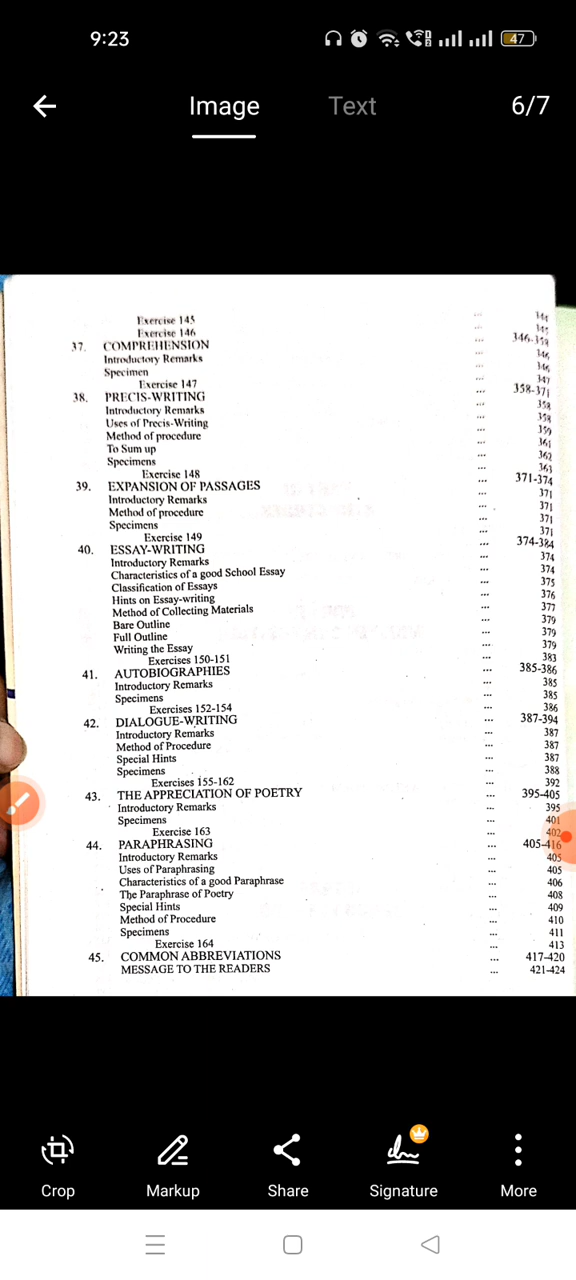 9:23
47
Image Text 6/7
Exercise 145 ... 344
Exercise 146 ... 345
37. COMPREHENSION ... 346-358
Introductory Remarks ... 346
Specimen ... 346
Exercise 147 ... 347
38. PRECIS-WRITING ... 358-371
Introductory Remarks ... 358
Uses of Precis-Writing ... 358
Method of procedure ... 359
To Sum up ... 361
Specimens ... 362
Exercise 148 ... 363
39. EXPANSION OF PASSAGES ... 371-374
Introductory Remarks ... 371
Method of procedure ... 371
Specimens ... 371
Exercise 149 ... 371
40. ESSAY-WRITING ... 374-384
Introductory Remarks ... 374
Characteristics of a good School Essay ... 374
Classification of Essays ... 375
Hints on Essay-writing ... 376
Method of Collecting Materials ... 377
Bare Outline ... 379
Full Outline ... 379
Writing the Essay ... 379
Exercises 150-151 ... 383
41. AUTOBIOGRAPHIES ... 385-386
Introductory Remarks ... 385
Specimens ... 385
Exercises 152-154 ... 386
42. DIALOGUE-WRITING ... 387-394
Introductory Remarks ... 387
Method of Procedure ... 387
Special Hints ... 387
Specimens ... 388
Exercises 155-162 ... 392
43. THE APPRECIATION OF POETRY ... 395-405
Introductory Remarks ... 395
Specimens ... 401
Exercise 163 ... 402
44. PARAPHRASING ... 405-416
Introductory Remarks ... 405
Uses of Paraphrasing ... 405
Characteristics of a good Paraphrase ... 406
The Paraphrase of Poetry ... 408
Special Hints ... 409
Method of Procedure ... 410
Specimens ... 411
Exercise 164 ... 413
45. COMMON ABBREVIATIONS ... 417-420
MESSAGE TO THE READERS ... 421-424
Crop Markup Share Signature More